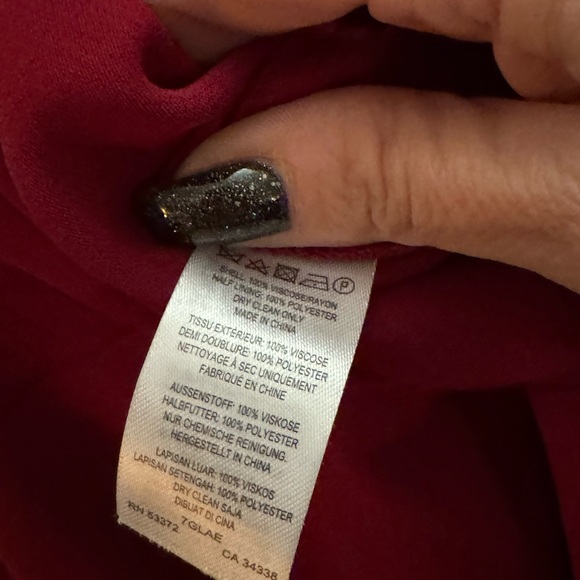 P
SHELL: 100% VISCOSE/RAYON
HALF LINING: 100% POLYESTER
DRY CLEAN ONLY
MADE IN CHINA
TISSU EXTÉRIEUR: 100% VISCOSE
DEMI DOUBLURE: 100% POLYESTER
NETTOYAGE À SEC UNIQUEMENT
FABRIQUÉ EN CHINE
AUSSENSTOFF: 100% VISKOSE
HALBFUTTER: 100% POLYESTER
NUR CHEMISCHE REINIGUNG.
HERGESTELLT IN CHINA
LAPISAN LUAR: 100% VISKOS
LAPISAN SETENGAH: 100% POLYESTER
DRY CLEAN SAJA
DIBUAT DI CINA
7GLAE
RN 53372 CA 34338